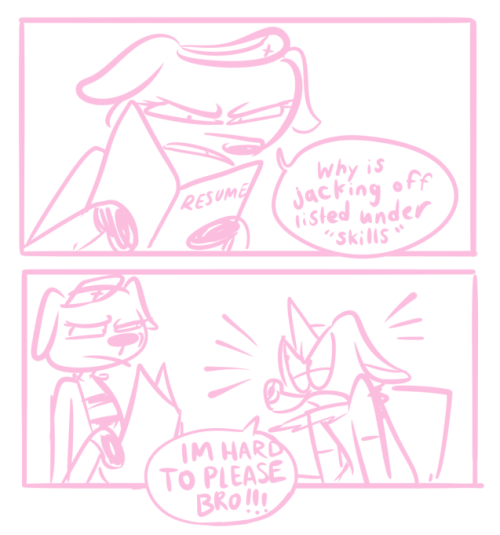 RESUME
Why is
jacking off
listed under
"skills"
IM HARD
TO PLEASE
BRO!!!